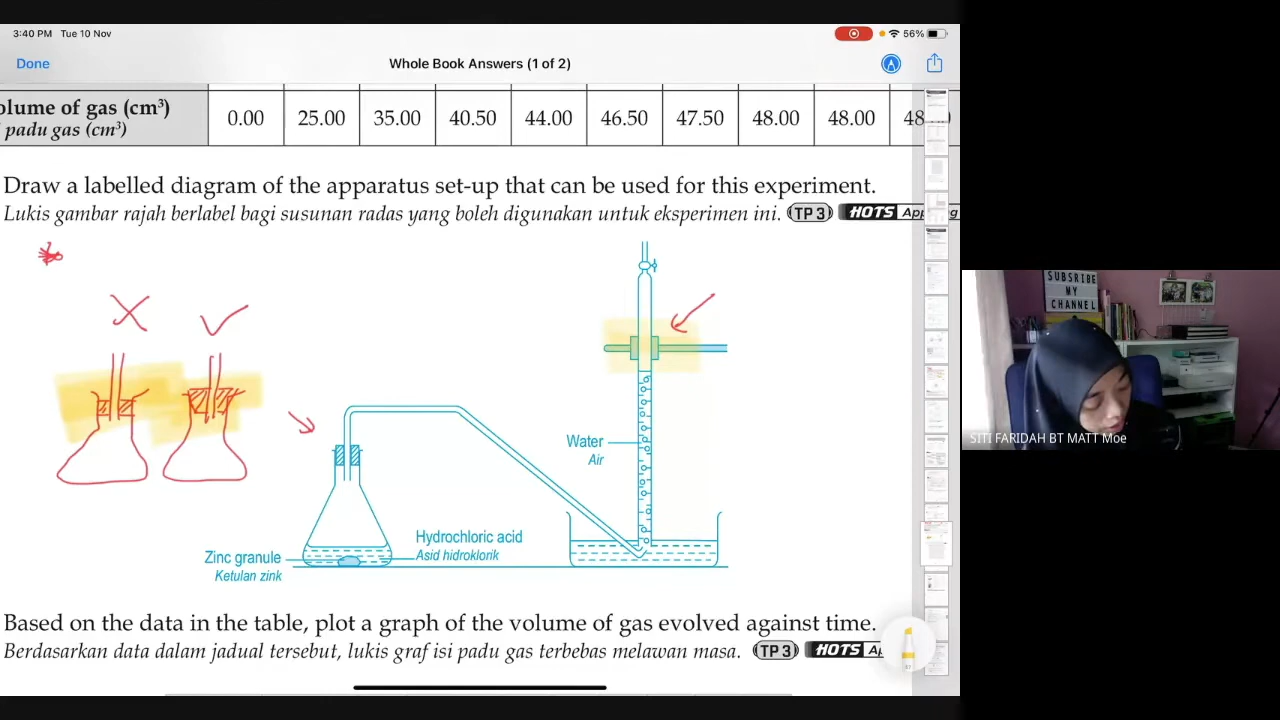 3:40 PM Tue 10 Nov
56%
Done
Whole Book Answers (1 of 2)
olume of gas (cm³) 0.00 25.00 35.00 40.50 44.00 46.50 47.50 48.00 48.00 48
padu gas (cm³)
Draw a labelled diagram of the apparatus set-up that can be used for this experiment.
Lukis gambar rajah berlabel bagi susunan radas yang boleh digunakan untuk eksperimen ini. TP 3 HOTS App
SUBSRIBE
MY
CHANNEL
Water
Air
SITI FARIDAH BT MATT Moe
Hydrochloric acid
Asid hidroklorik
Zinc granule
Ketulan zink
Based on the data in the table, plot a graph of the volume of gas evolved against time.
Berdasarkan data dalam jadual tersebut, lukis graf isi padu gas terbebas melawan masa. TP 3 HOTS Ap